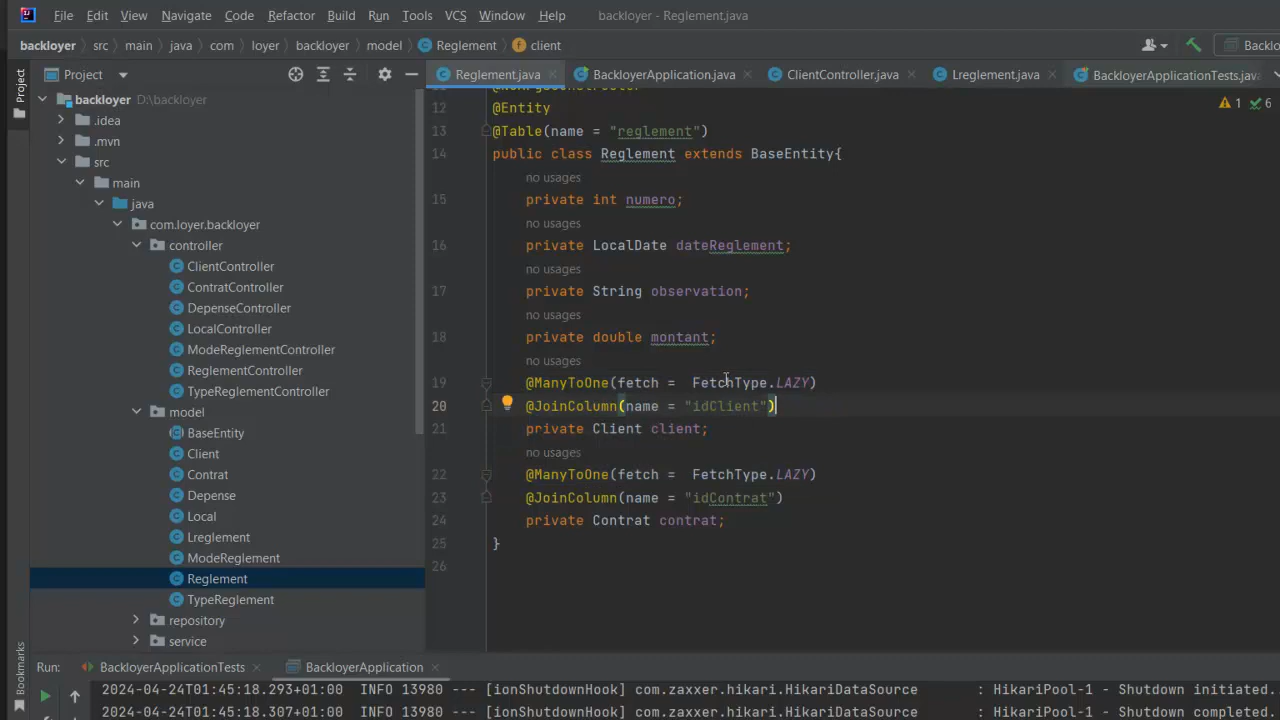 File Edit View Navigate Code Refactor Build Run Tools VCS Window Help backloyer - Reglement.java
backloyer src main java com loyer backloyer model Reglement client
Project
Project
Reglement.java BackloyerApplication.java ClientController.java Lreglement.java BackloyerApplicationTests.java
backloyer D:\backloyer
.idea
.mvn
src
main
java
com.loyer.backloyer
controller
ClientController
ContratController
DepenseController
LocalController
ModeReglementController
ReglementController
TypeReglementController
model
BaseEntity
Client
Contrat
Depense
Local
Lreglement
ModeReglement
Reglement
TypeReglement
repository
service
1 6
12 @Entity
13 @Table(name = "reglement")
14 public class Reglement extends BaseEntity{
no usages
15 private int numero;
no usages
16 private LocalDate dateReglement;
no usages
17 private String observation;
no usages
18 private double montant;
no usages
19 @ManyToOne(fetch =  FetchType.LAZY)
20 @JoinColumn(name = "idClient")
21 private Client client;
no usages
22 @ManyToOne(fetch =  FetchType.LAZY)
23 @JoinColumn(name = "idContrat")
24 private Contrat contrat;
25 }
26
Bookmarks
Run: BackloyerApplicationTests BackloyerApplication
2024-04-24T01:45:18.293+01:00  INFO 13980 --- [ionShutdownHook] com.zaxxer.hikari.HikariDataSource : HikariPool-1 - Shutdown initiated.
2024-04-24T01:45:18.307+01:00  INFO 13980 --- [ionShutdownHook] com.zaxxer.hikari.HikariDataSource : HikariPool-1 - Shutdown completed.